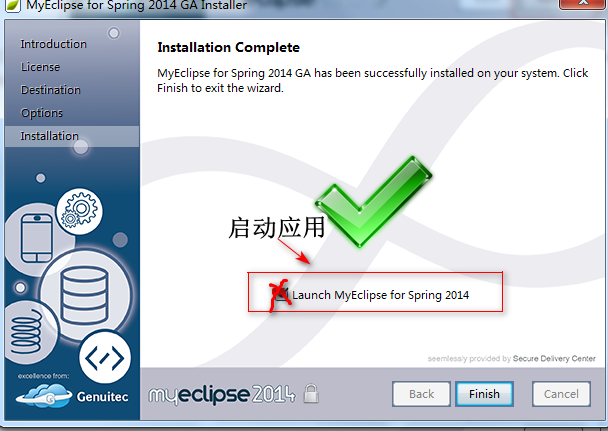 MyEclipse for Spring 2014 GA Installer
Introduction
License
Destination
Options
Installation
Installation Complete
MyEclipse for Spring 2014 GA has been successfully installed on your system. Click
Finish to exit the wizard.
启动应用
Launch MyEclipse for Spring 2014
seemlessly provided by Secure Delivery Center
excellence from:
Genuitec
myeclipse 2014
Back
Finish
Cancel